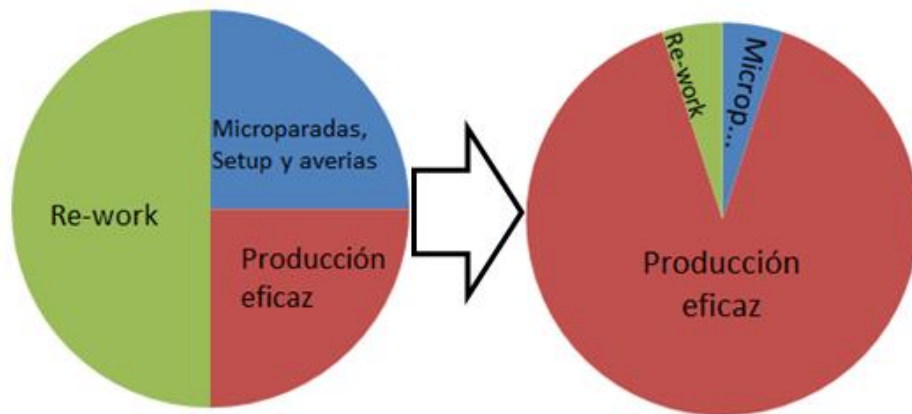 Microparadas,
Setup y averias
Re-work
Producción
eficaz
Re-work
Microp...
Producción
eficaz